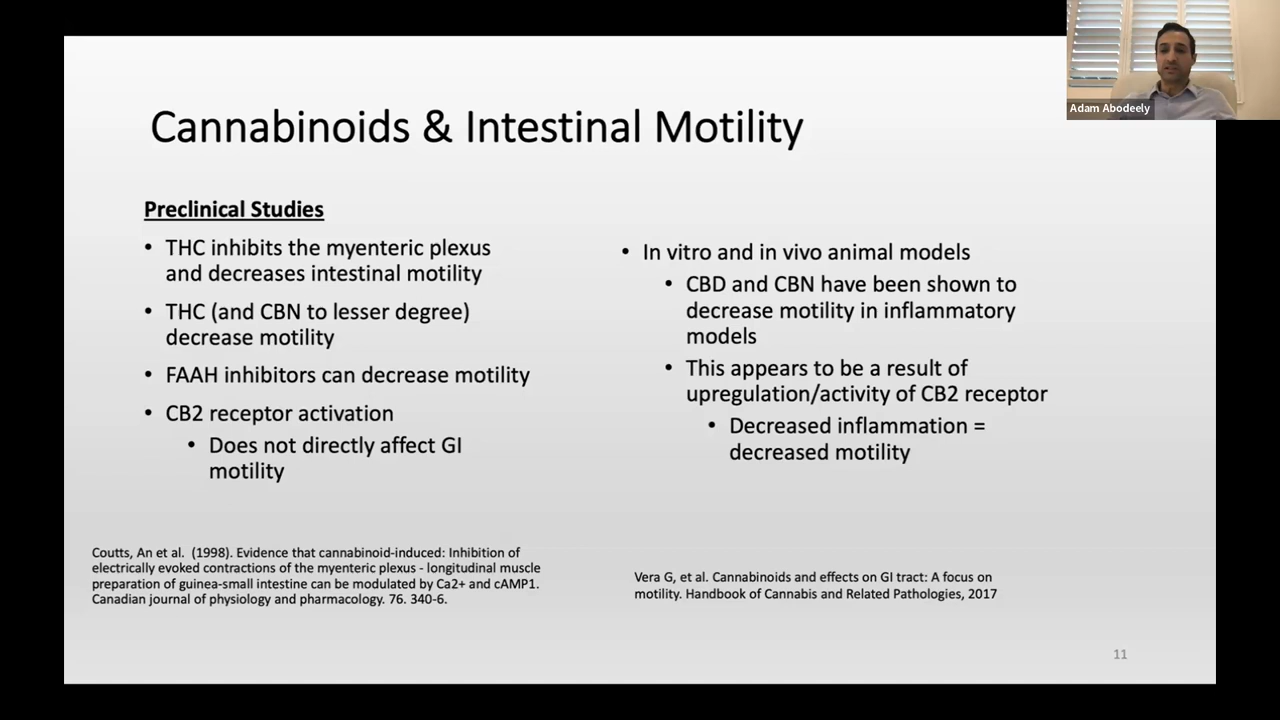 Adam Abodeely
Cannabinoids & Intestinal Motility
Preclinical Studies
• THC inhibits the myenteric plexus
and decreases intestinal motility
• THC (and CBN to lesser degree)
decrease motility
• FAAH inhibitors can decrease motility
• CB2 receptor activation
• Does not directly affect GI
motility
• In vitro and in vivo animal models
• CBD and CBN have been shown to
decrease motility in inflammatory
models
• This appears to be a result of
upregulation/activity of CB2 receptor
• Decreased inflammation =
decreased motility
Coutts, An et al. (1998). Evidence that cannabinoid-induced: Inhibition of
electrically evoked contractions of the myenteric plexus - longitudinal muscle
preparation of guinea-small intestine can be modulated by Ca2+ and cAMP1.
Canadian journal of physiology and pharmacology. 76. 340-6.
Vera G, et al. Cannabinoids and effects on GI tract: A focus on
motility. Handbook of Cannabis and Related Pathologies, 2017
11